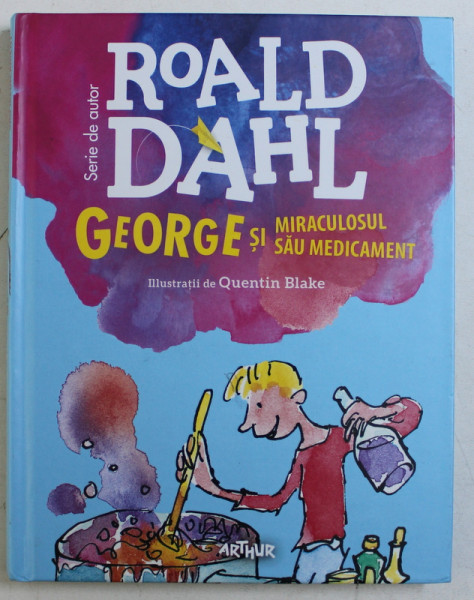 Serie de autor
ROALD
DAHL
GEORGE ȘI MIRACULOSUL
SĂU MEDICAMENT
Ilustrații de Quentin Blake
ARTHUR